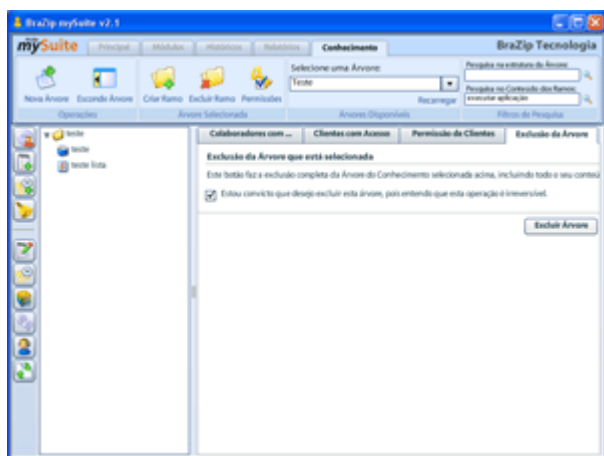 BraZip mySuite v2.1
mySuite Principal Módulos Históricos Relatórios Conhecimento BraZip Tecnologia
Selecione uma Árvore:
Teste
Recarregar
Pesquisa na estrutura da Árvore:
Pesquisa no Conteúdo dos Ramos:
executar aplicação
Nova Árvore Esconde Árvore Criar Ramo Excluir Ramo Permissões
Operações Árvore Selecionada Árvores Disponíveis Filtros de Pesquisa
teste
teste
teste lista
Colaboradores com ... Clientes com Acesso Permissão de Clientes Exclusão da Árvore
Exclusão da Árvore que está selecionada
Este botão faz a exclusão completa da Árvore do Conhecimento selecionada acima, incluindo todo o seu conteú
Estou convicto que desejo excluir esta árvore, pois entendo que esta operação é irreversível.
Excluir Árvore